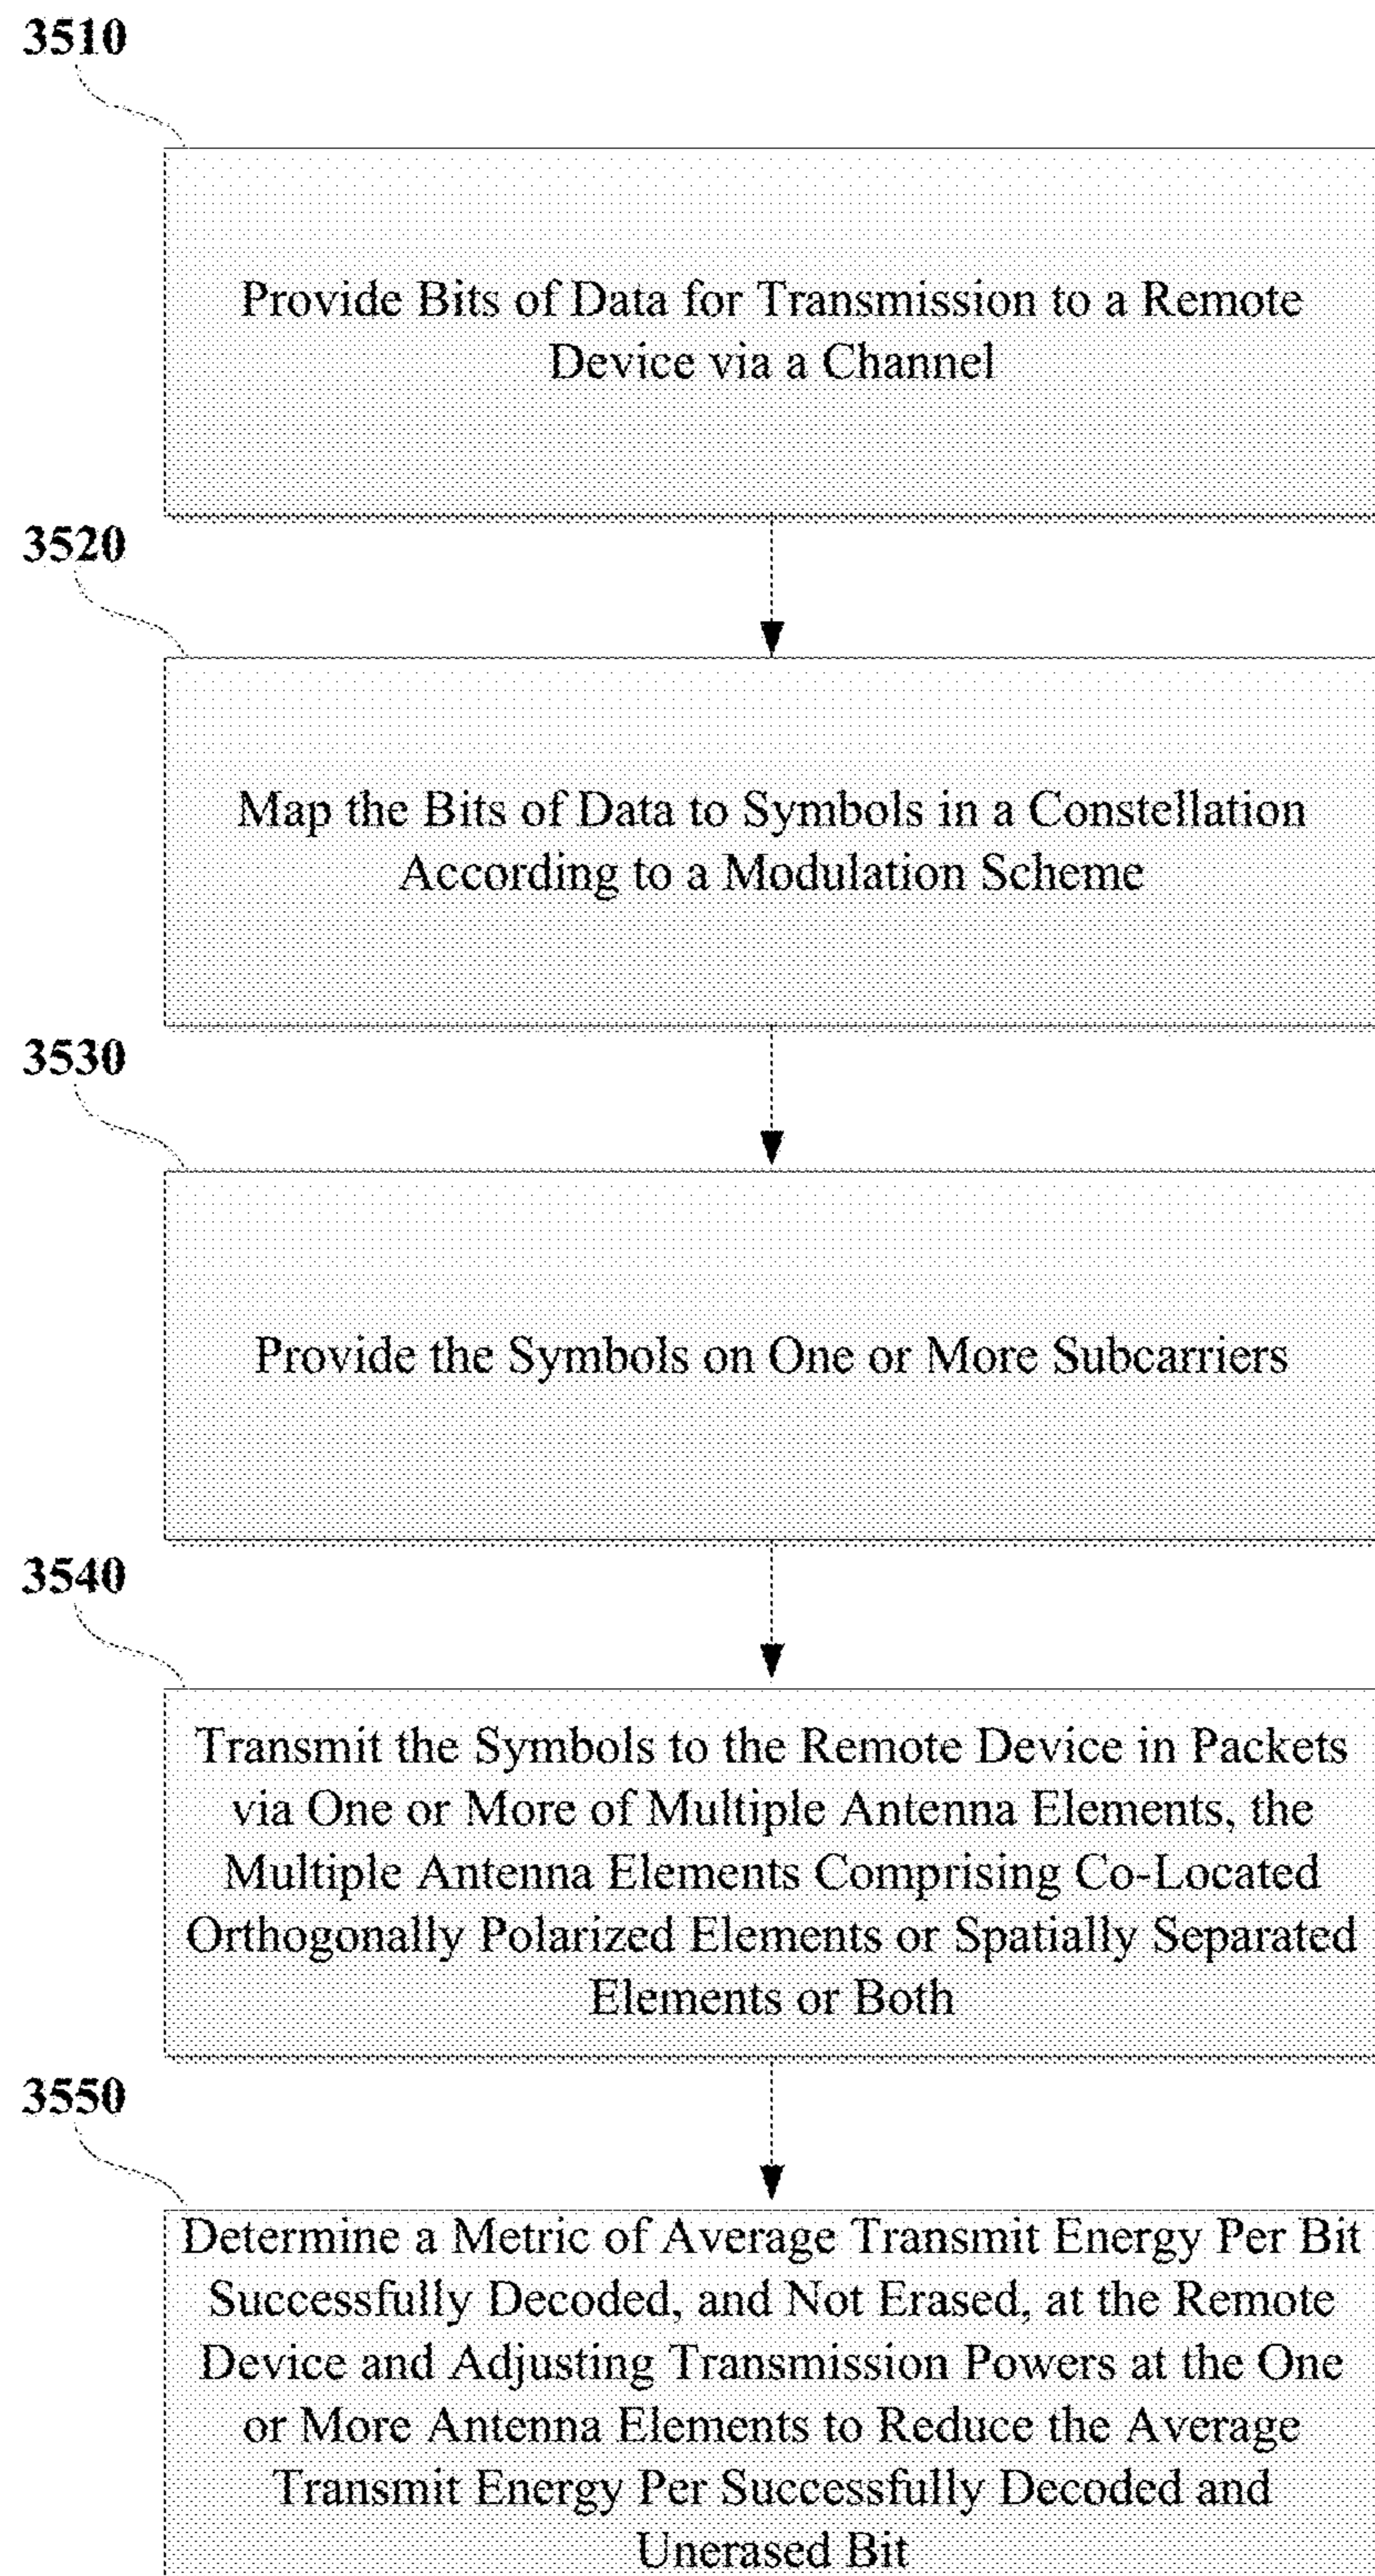 3510
Provide Bits of Data for Transmission to a Remote
Device via a Channel
3520
Map the Bits of Data to Symbols in a Constellation
According to a Modulation Scheme
3530
Provide the Symbols on One or More Subcarriers
3540
Transmit the Symbols to the Remote Device in Packets
via One or More of Multiple Antenna Elements, the
Multiple Antenna Elements Comprising Co-Located
Orthogonally Polarized Elements or Spatially Separated
Elements or Both
3550
Determine a Metric of Average Transmit Energy Per Bit
Successfully Decoded, and Not Erased, at the Remote
Device and Adjusting Transmission Powers at the One
or More Antenna Elements to Reduce the Average
Transmit Energy Per Successfully Decoded and
Unerased Bit